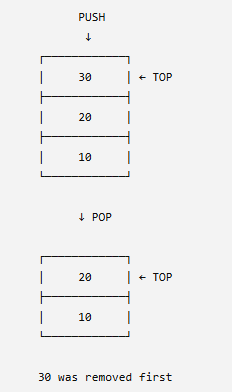 PUSH
↓
30 ← TOP
20
10
↓ POP
20 ← TOP
10
30 was removed first